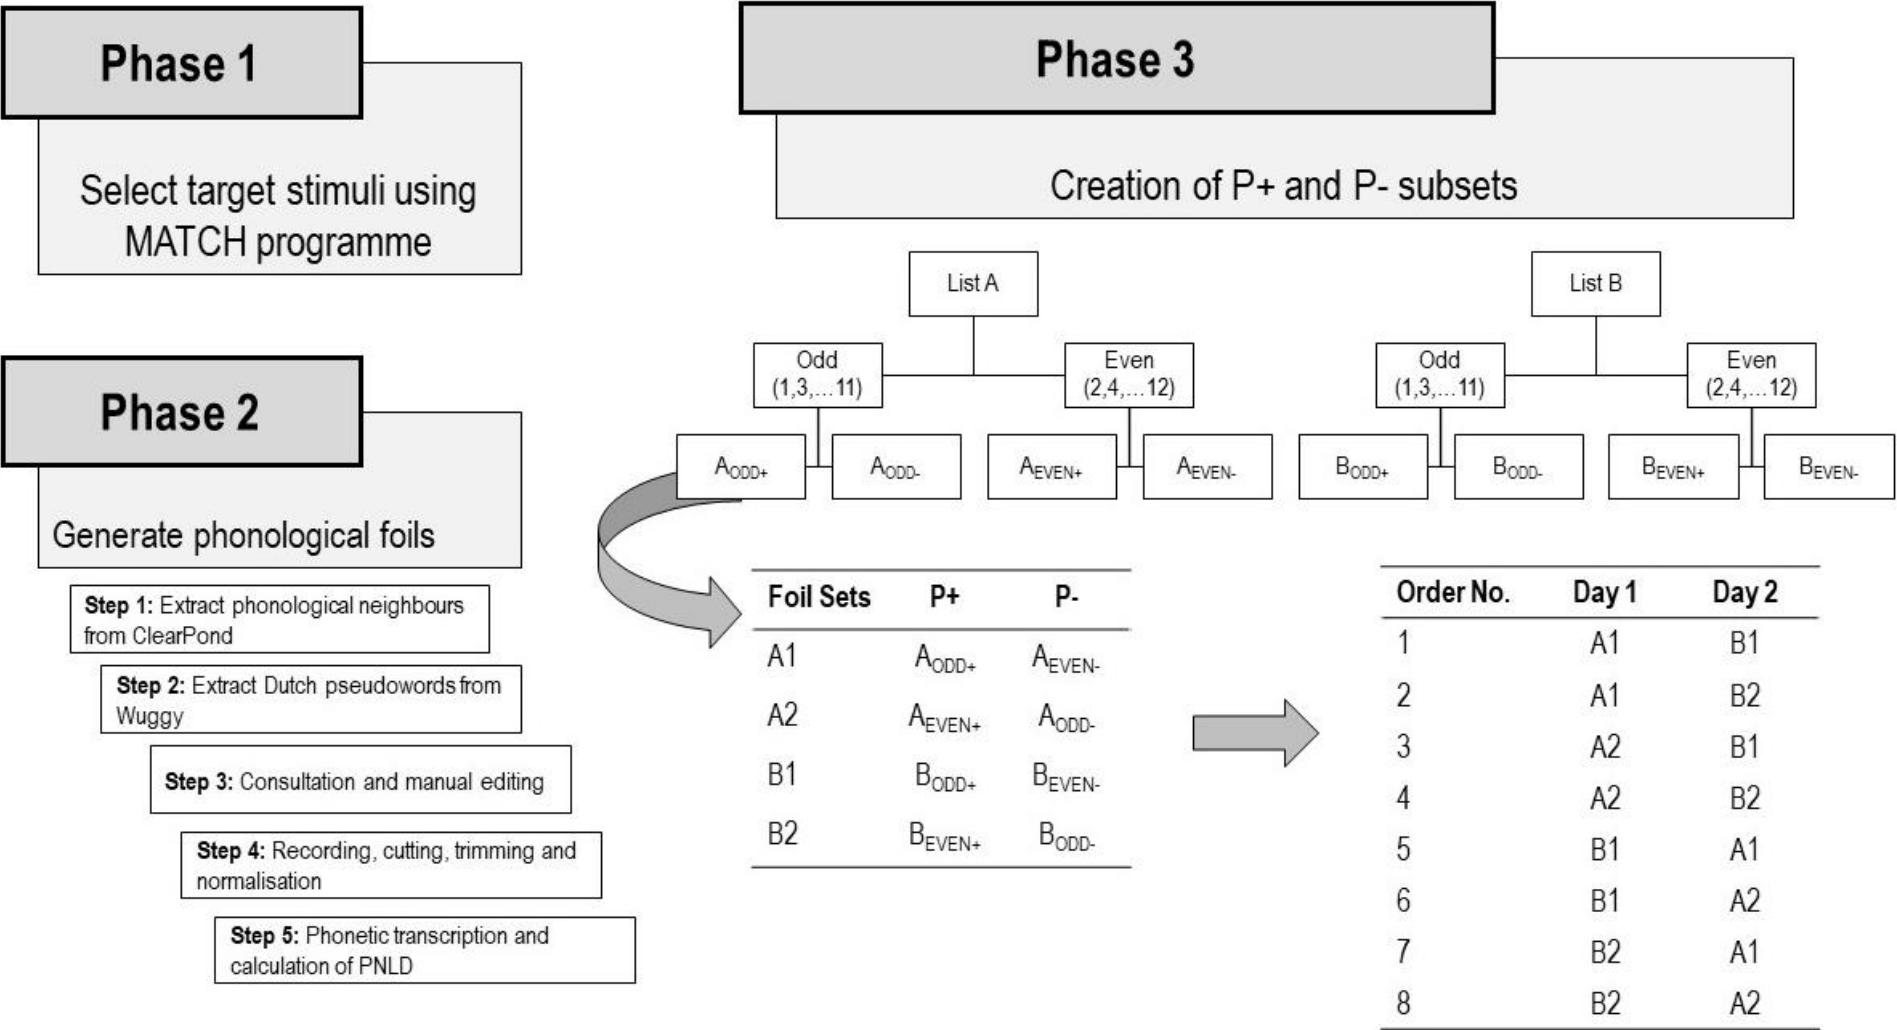 Phase 1
Select target stimuli using
MATCH programme
Phase 2
Generate phonological foils
Step 1: Extract phonological neighbours
from ClearPond
Step 2: Extract Dutch pseudowords from
Wuggy
Step 3: Consultation and manual editing
Step 4: Recording, cutting, trimming and
normalisation
Step 5: Phonetic transcription and
calculation of PNLD
Phase 3
Creation of P+ and P- subsets
List A
List B
Odd
(1,3,...11)
Even
(2,4,...12)
Odd
(1,3,...11)
Even
(2,4,...12)
AODD+ AODD- AEVEN+ AEVEN- BODD+ BODD- BEVEN+ BEVEN-
Foil Sets P+ P-
A1 AODD+ AEVEN-
A2 AEVEN+ AODD-
B1 BODD+ BEVEN-
B2 BEVEN+ BODD-
Order No. Day 1 Day 2
1 A1 B1
2 A1 B2
3 A2 B1
4 A2 B2
5 B1 A1
6 B1 A2
7 B2 A1
8 B2 A2